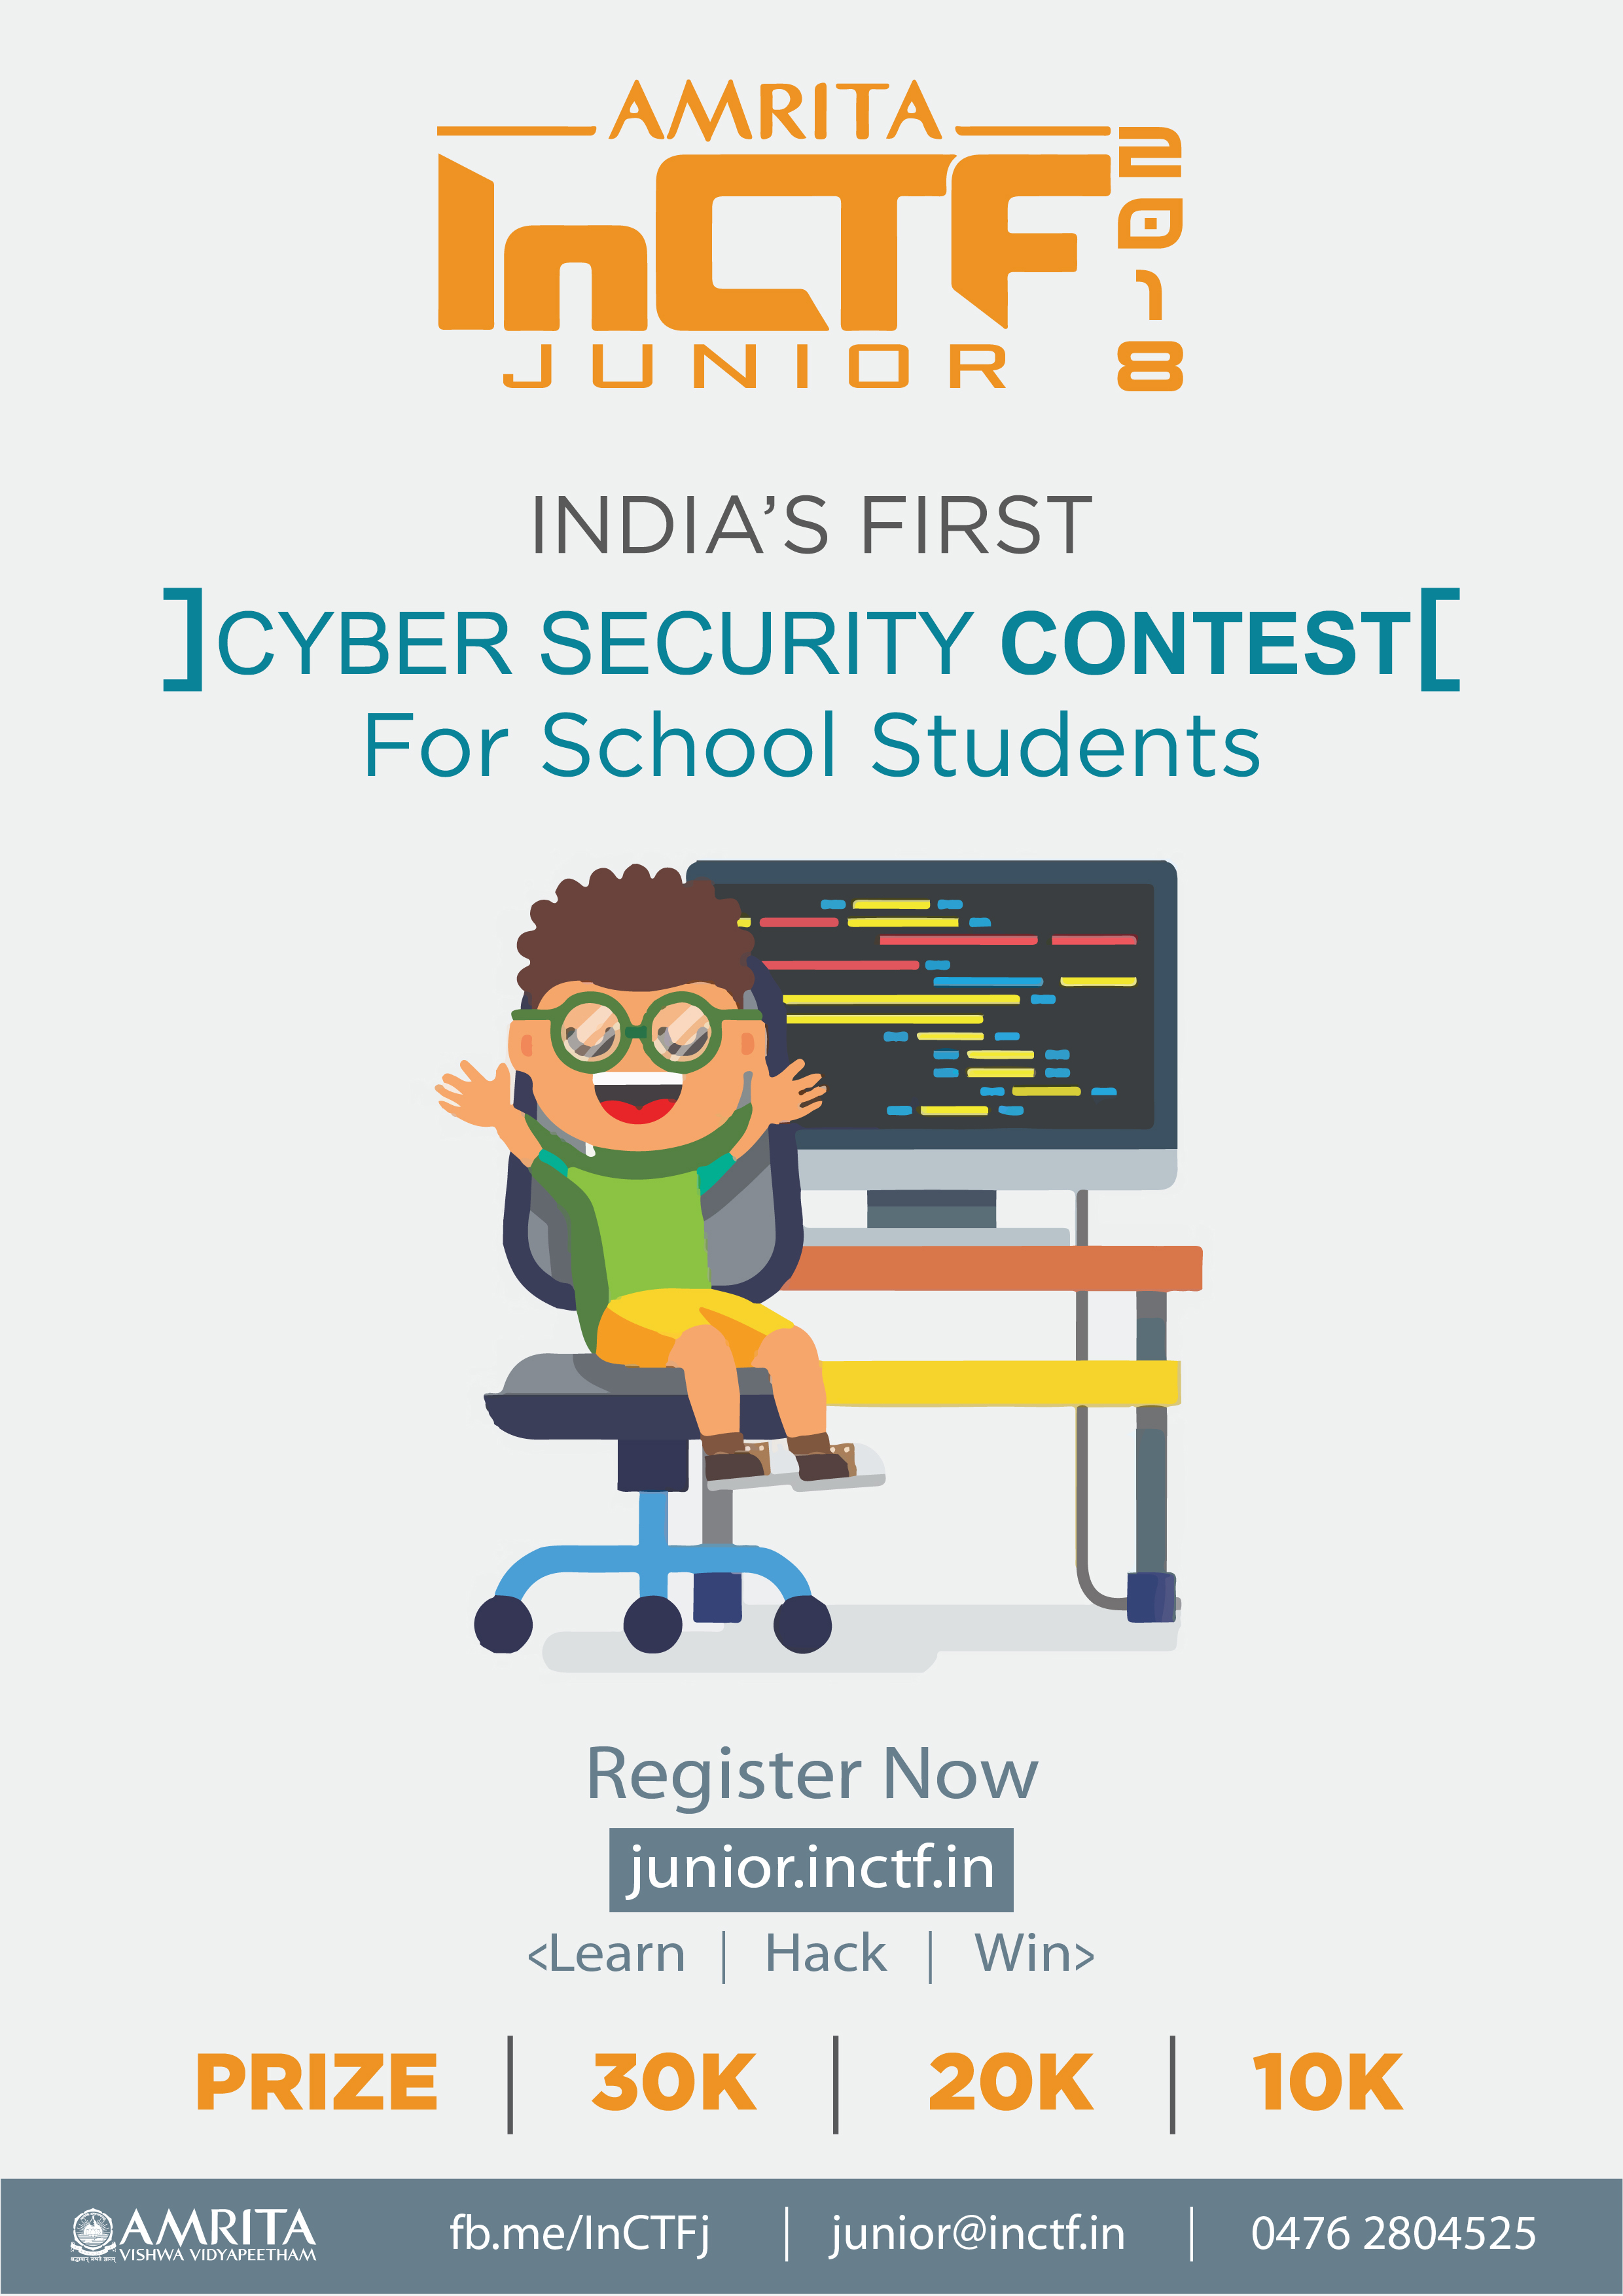 AMRITA
InCTF
JUNIOR
2018
INDIA'S FIRST
]CYBER SECURITY CONTEST[
For School Students
Register Now
junior.inctf.in
<Learn | Hack | Win>
PRIZE | 30K | 20K | 10K
AMRITA
VISHWA VIDYAPEETHAM
fb.me/InCTFj | junior@inctf.in | 0476 2804525